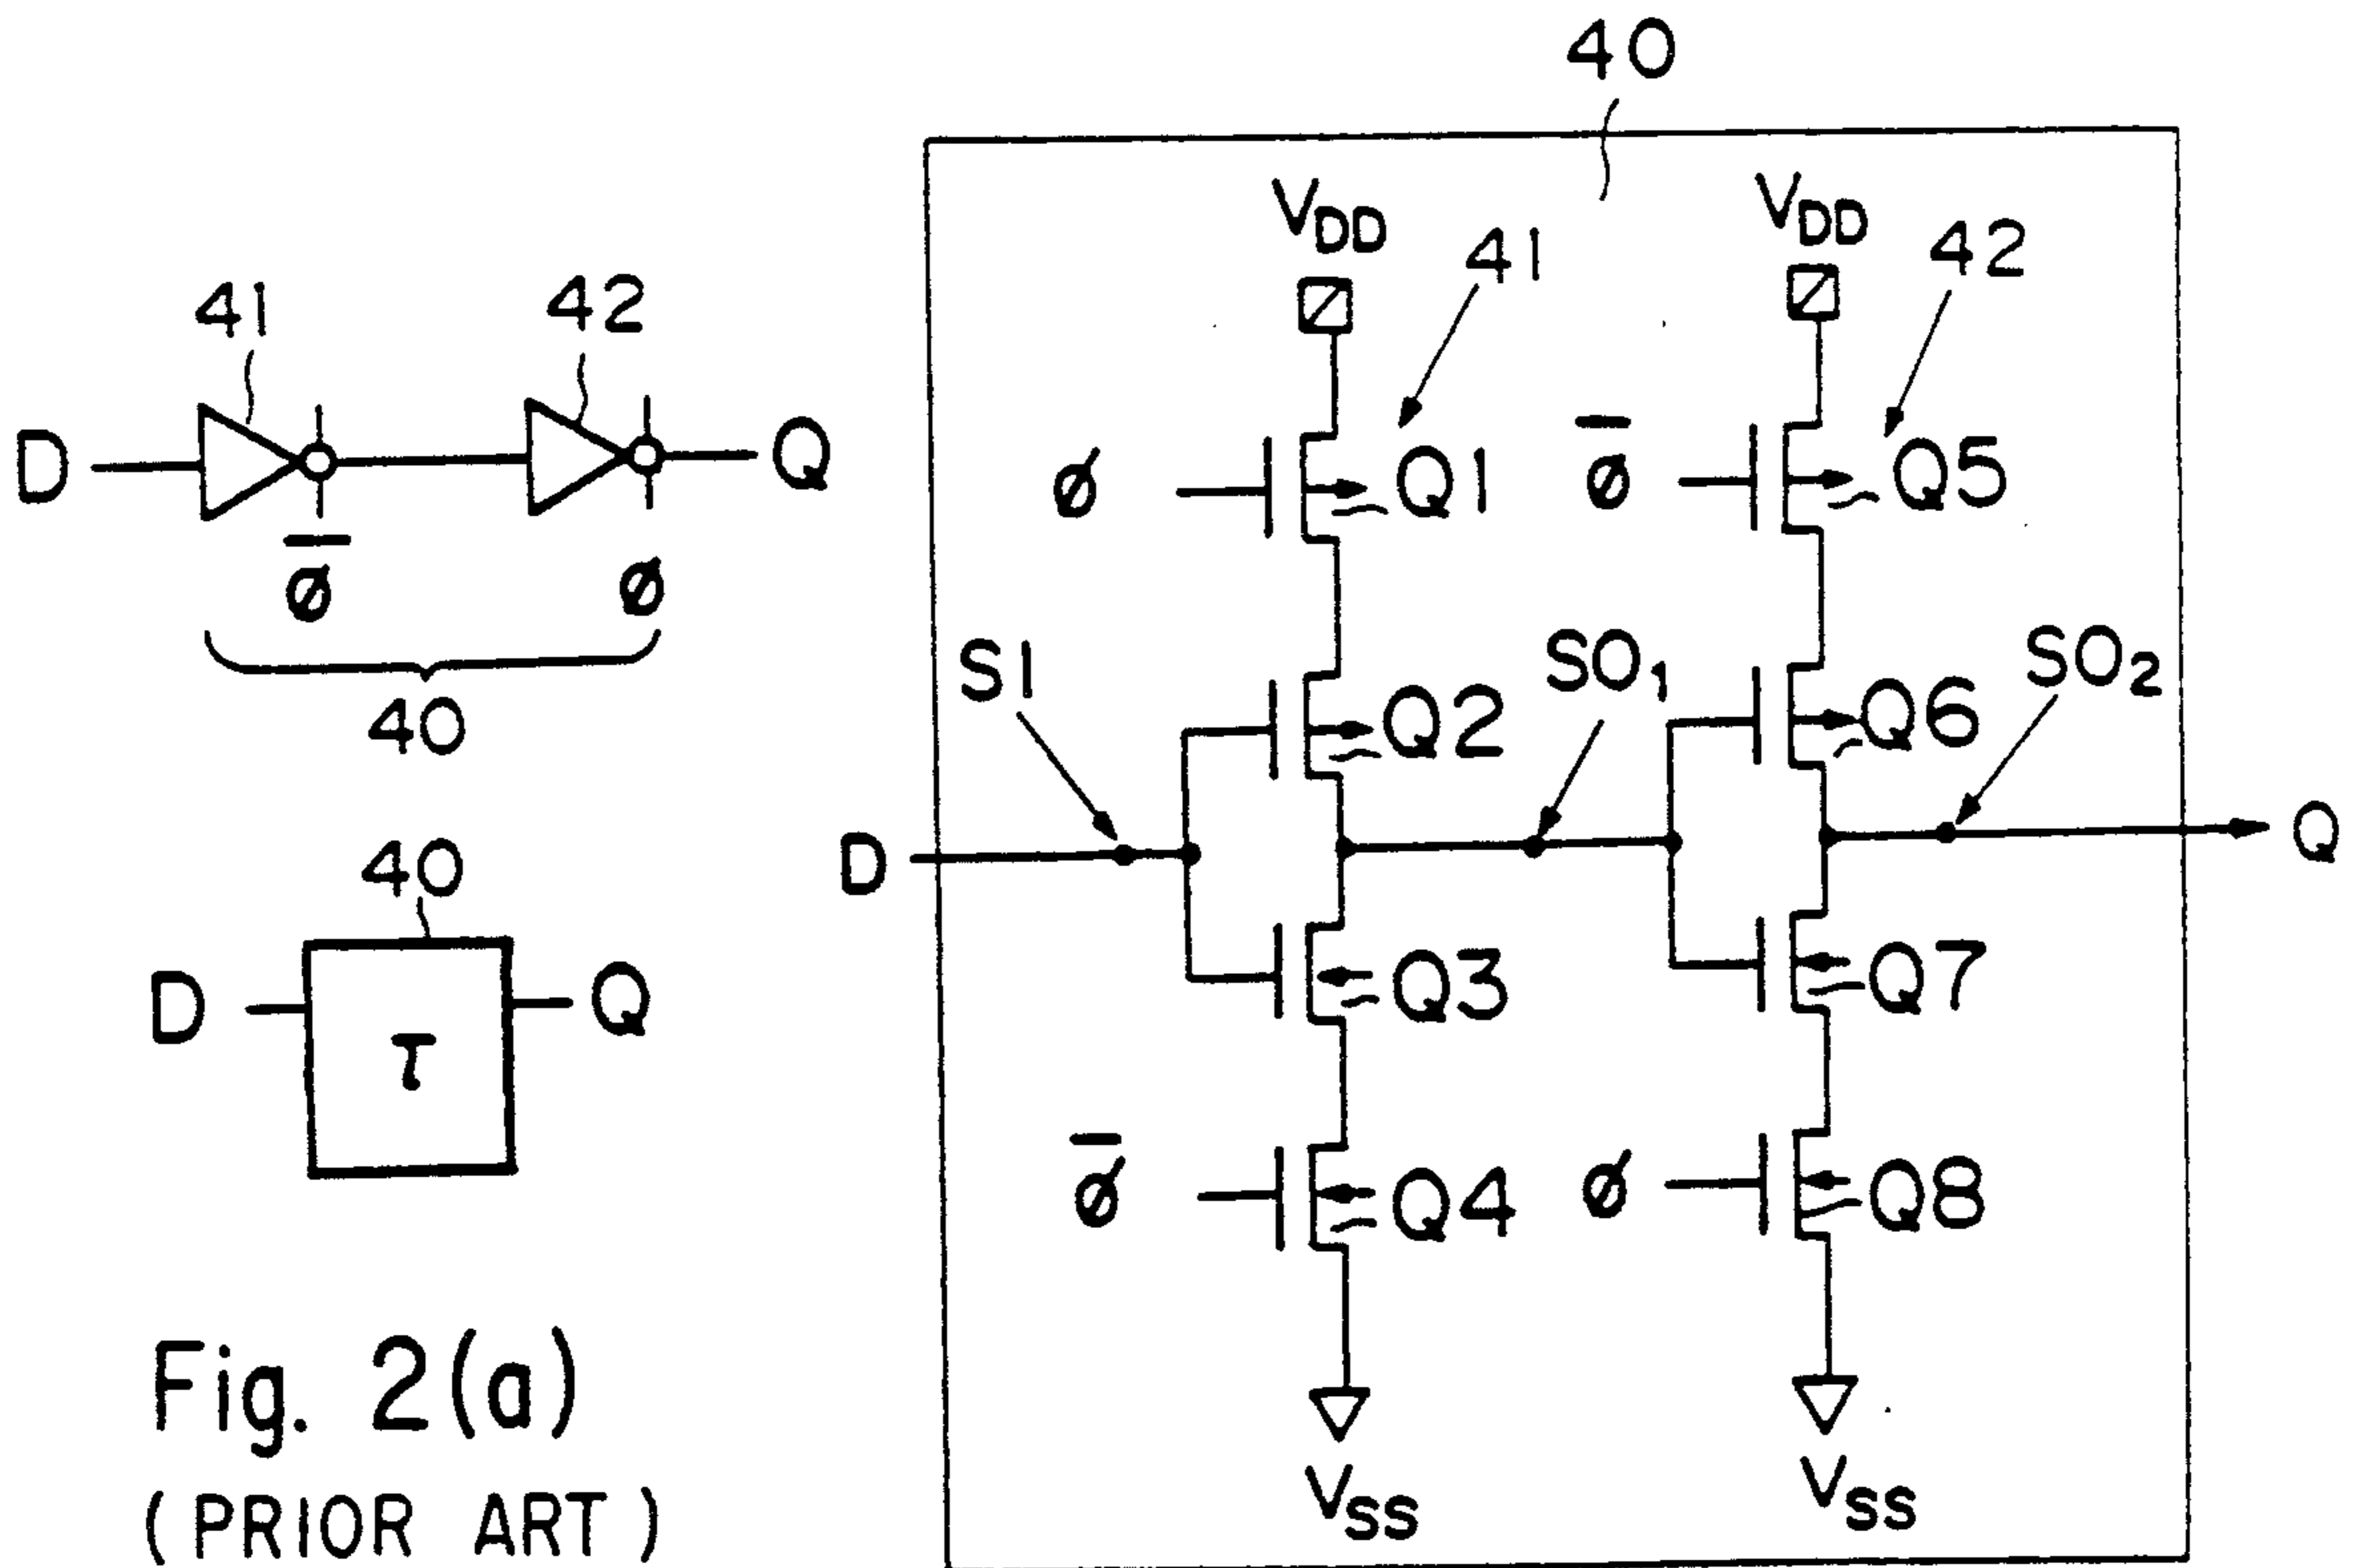 41
42
D
Q
φ̅
φ
40
40
D
Q
τ
Fig. 2(a)
(PRIOR ART)
40
VDD
VDD
41
42
φ
Q1
φ̅
Q5
S1
Q2
SO1
Q6
SO2
D
Q
Q3
Q7
φ̅
Q4
φ
Q8
VSS
VSS